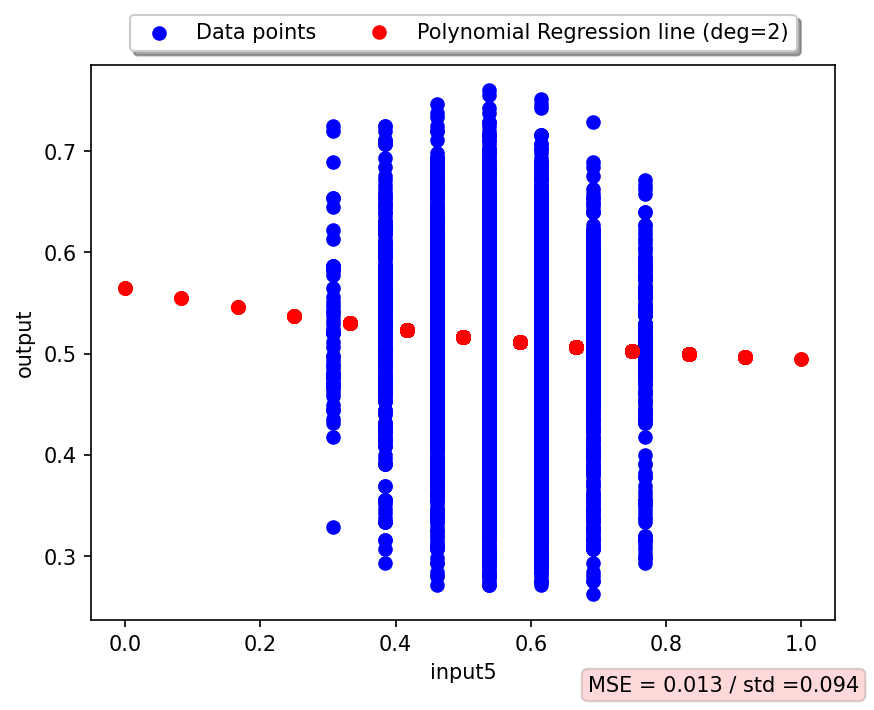 Data points
Polynomial Regression line (deg=2)
output
0.7
0.6
0.5
0.4
0.3
0.0 0.2 0.4 0.6 0.8 1.0
input5
MSE = 0.013 / std =0.094